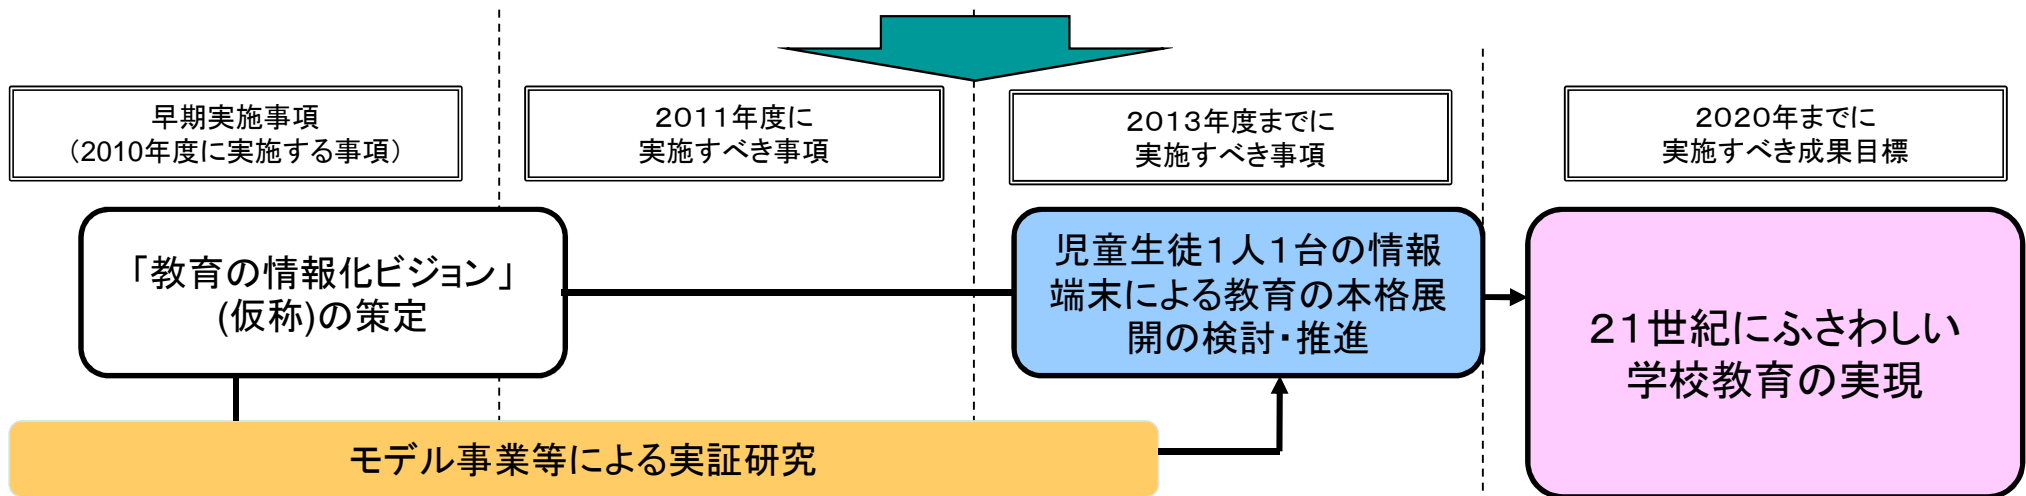 早期実施事項
（2010年度に実施する事項）
２０１１年度に
実施すべき事項
２０１３年度までに
実施すべき事項
２０２０年までに
実施すべき成果目標
「教育の情報化ビジョン」
(仮称)の策定
児童生徒１人１台の情報
端末による教育の本格展
開の検討・推進
２１世紀にふさわしい
学校教育の実現
モデル事業等による実証研究